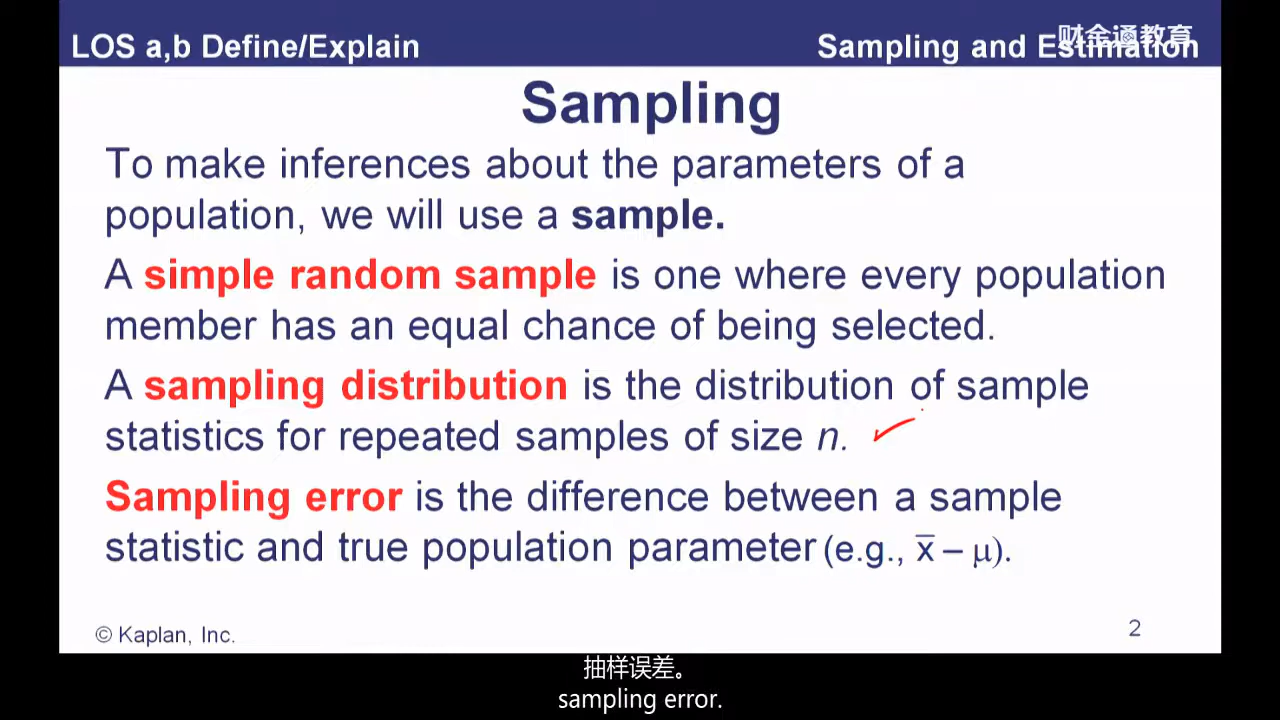 LOS a,b Define/Explain
Sampling and Estimation
财金通教育
Sampling
To make inferences about the parameters of a
population, we will use a sample.
A simple random sample is one where every population
member has an equal chance of being selected.
A sampling distribution is the distribution of sample
statistics for repeated samples of size n.
Sampling error is the difference between a sample
statistic and true population parameter (e.g., x̅ – μ).
© Kaplan, Inc.
2
抽样误差。
sampling error.